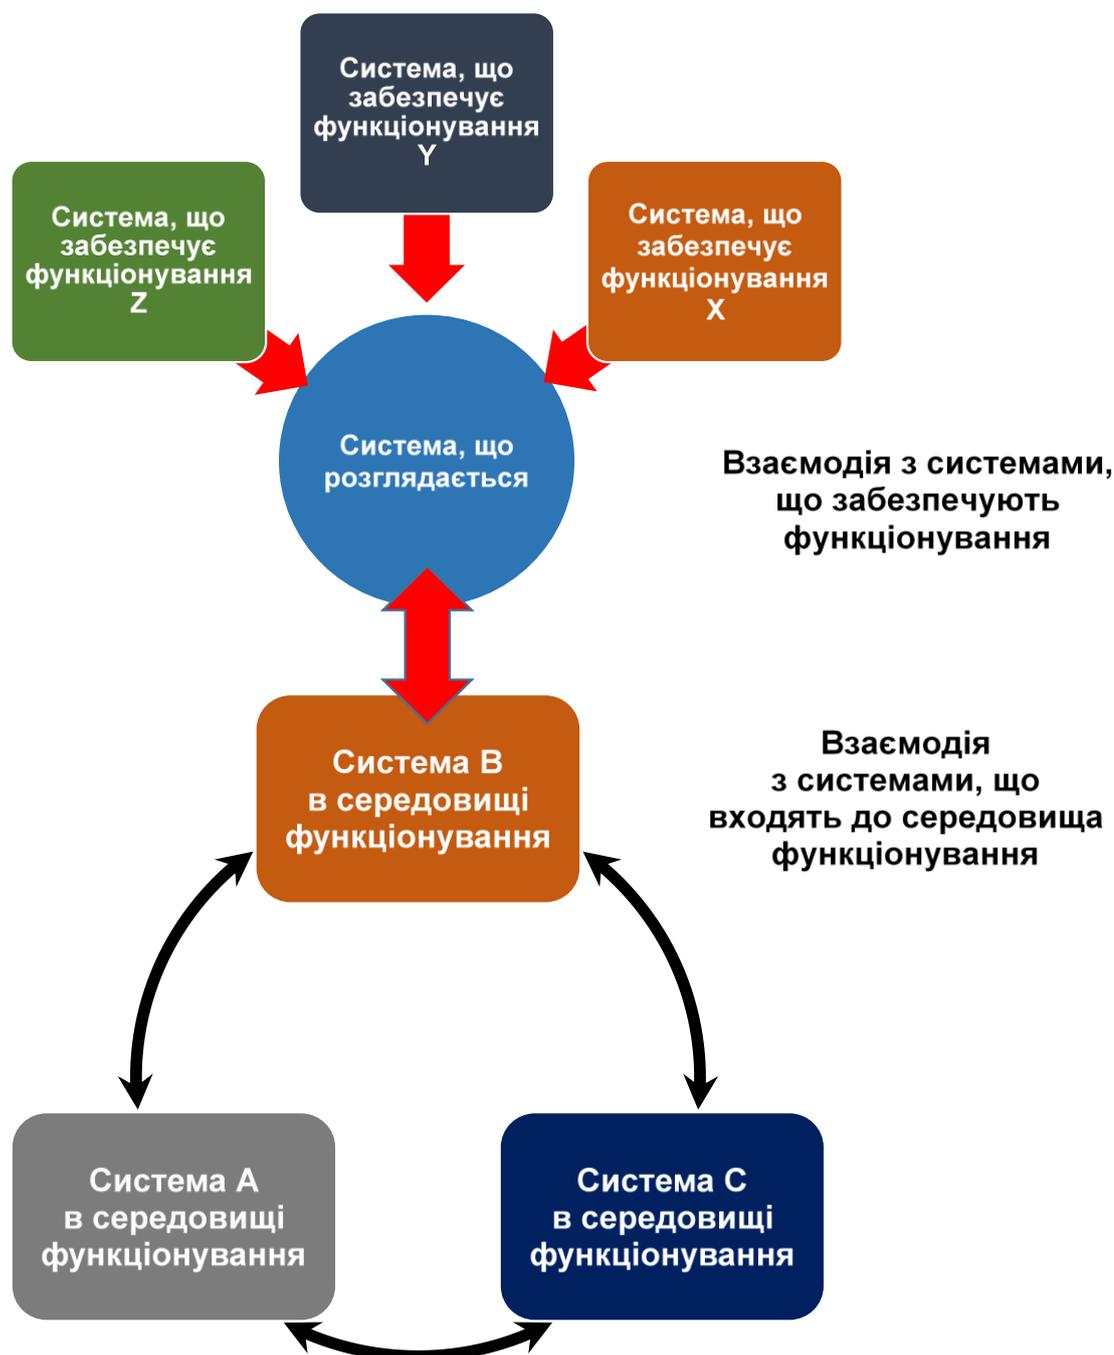 Система, що
забезпечує
функціонування
Y
Система, що
забезпечує
функціонування
Z
Система, що
забезпечує
функціонування
X
Система, що
розглядається
Взаємодія з системами,
що забезпечують
функціонування
Система B
в середовищі
функціонування
Взаємодія
з системами, що
входять до середовища
функціонування
Система A
в середовищі
функціонування
Система C
в середовищі
функціонування